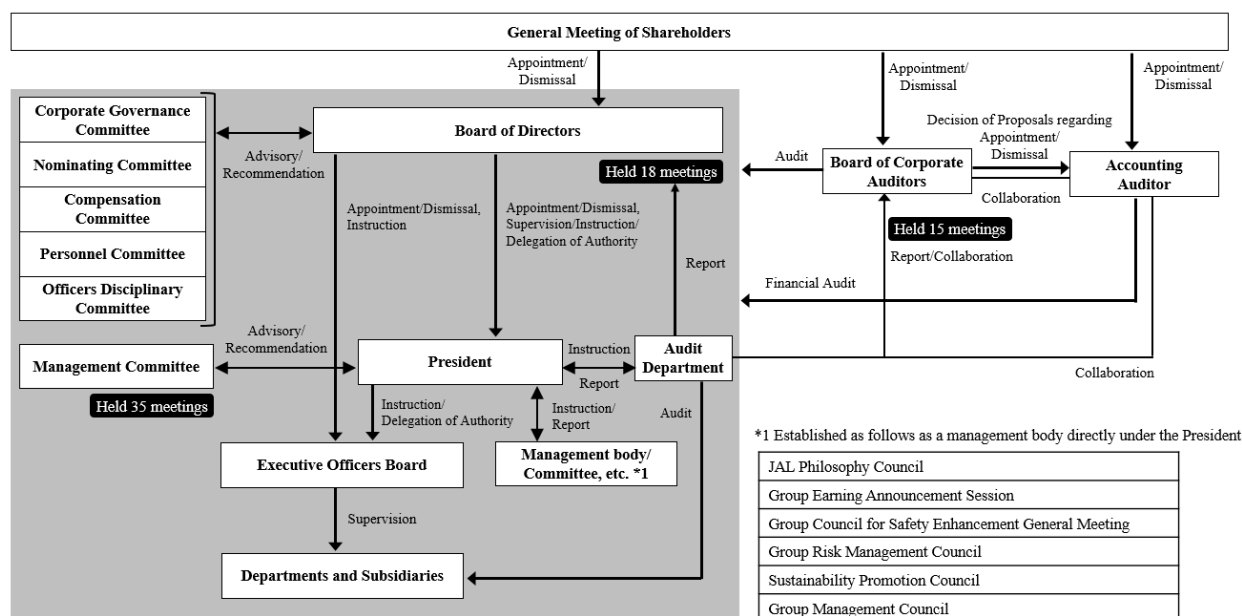 General Meeting of Shareholders
Appointment/
Dismissal
Appointment/
Dismissal
Appointment/
Dismissal
Corporate Governance
Committee
Nominating Committee
Compensation
Committee
Personnel Committee
Officers Disciplinary
Committee
Advisory/
Recommendation
Board of Directors
Held 18 meetings
Audit
Board of Corporate
Auditors
Decision of Proposals regarding
Appointment/
Dismissal
Accounting
Auditor
Collaboration
Held 15 meetings
Report/Collaboration
Appointment/Dismissal,
Instruction
Appointment/Dismissal,
Supervision/Instruction/
Delegation of Authority
Report
Financial Audit
Advisory/
Recommendation
Management Committee
Held 35 meetings
President
Instruction
Report
Audit
Department
Collaboration
Instruction/
Delegation of Authority
Instruction/
Report
Audit
Executive Officers Board
Management body/
Committee, etc. *1
Supervision
Departments and Subsidiaries
*1 Established as follows as a management body directly under the President
JAL Philosophy Council
Group Earning Announcement Session
Group Council for Safety Enhancement General Meeting
Group Risk Management Council
Sustainability Promotion Council
Group Management Council